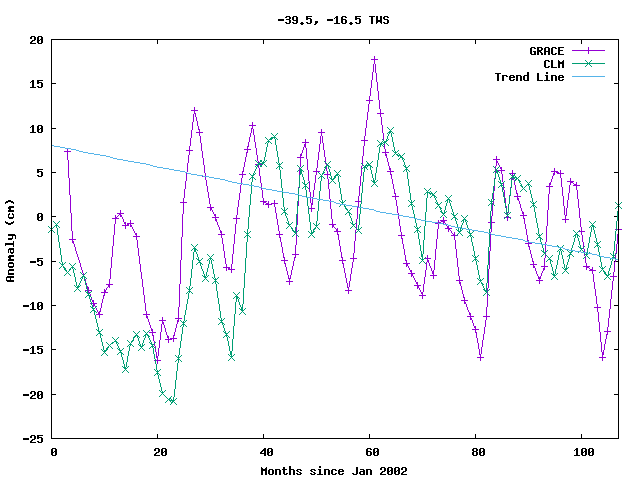 -39.5, -16.5 TWS
20
15
10
5
0
-5
-10
-15
-20
-25
Anomaly (cm)
GRACE
CLM
Trend Line
0 20 40 60 80 100
Months since Jan 2002